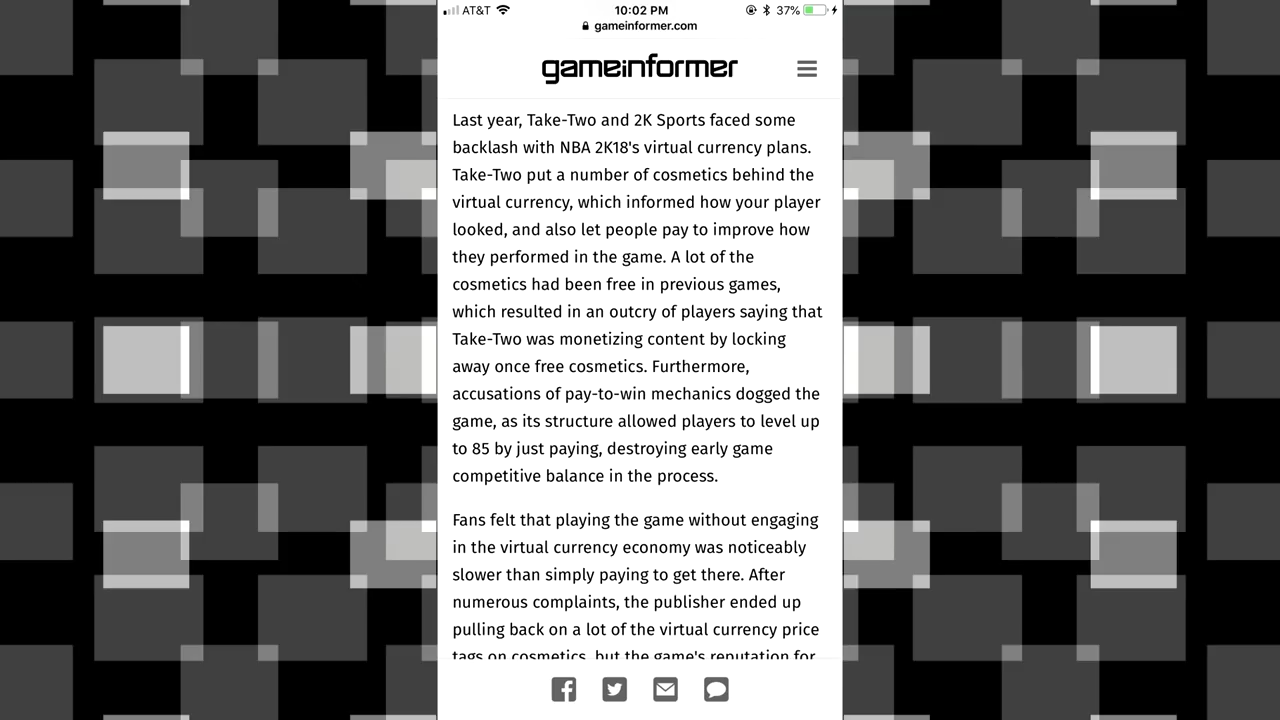 AT&T 10:02 PM 37%
gameinformer.com
gameinformer
Last year, Take-Two and 2K Sports faced some
backlash with NBA 2K18's virtual currency plans.
Take-Two put a number of cosmetics behind the
virtual currency, which informed how your player
looked, and also let people pay to improve how
they performed in the game. A lot of the
cosmetics had been free in previous games,
which resulted in an outcry of players saying that
Take-Two was monetizing content by locking
away once free cosmetics. Furthermore,
accusations of pay-to-win mechanics dogged the
game, as its structure allowed players to level up
to 85 by just paying, destroying early game
competitive balance in the process.
Fans felt that playing the game without engaging
in the virtual currency economy was noticeably
slower than simply paying to get there. After
numerous complaints, the publisher ended up
pulling back on a lot of the virtual currency price
tags on cosmetics, but the game's reputation for